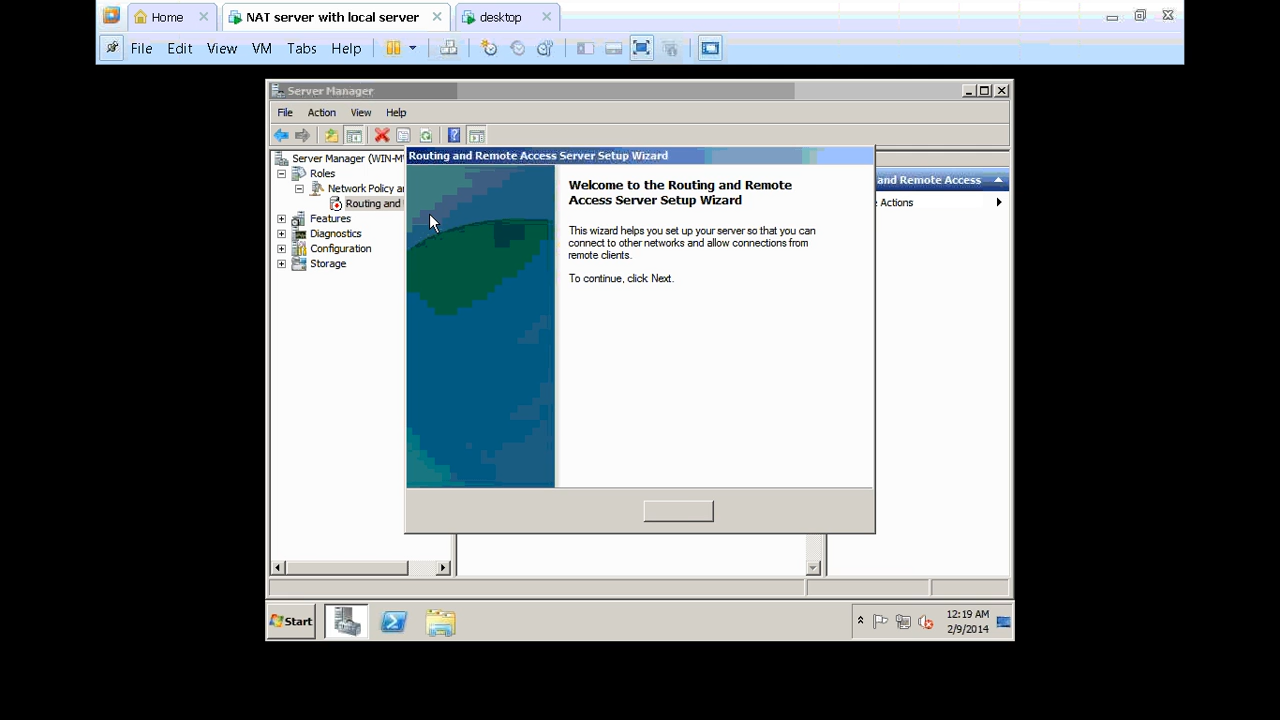 Home
NAT server with local server
desktop
File Edit View VM Tabs Help
Server Manager
File Action View Help
Server Manager (WIN-M
Roles
Network Policy a
Routing and
Features
Diagnostics
Configuration
Storage
Routing and Remote Access Server Setup Wizard
Welcome to the Routing and Remote
Access Server Setup Wizard
This wizard helps you set up your server so that you can
connect to other networks and allow connections from
remote clients.
To continue, click Next.
and Remote Access
Actions
Start
12:19 AM
2/9/2014